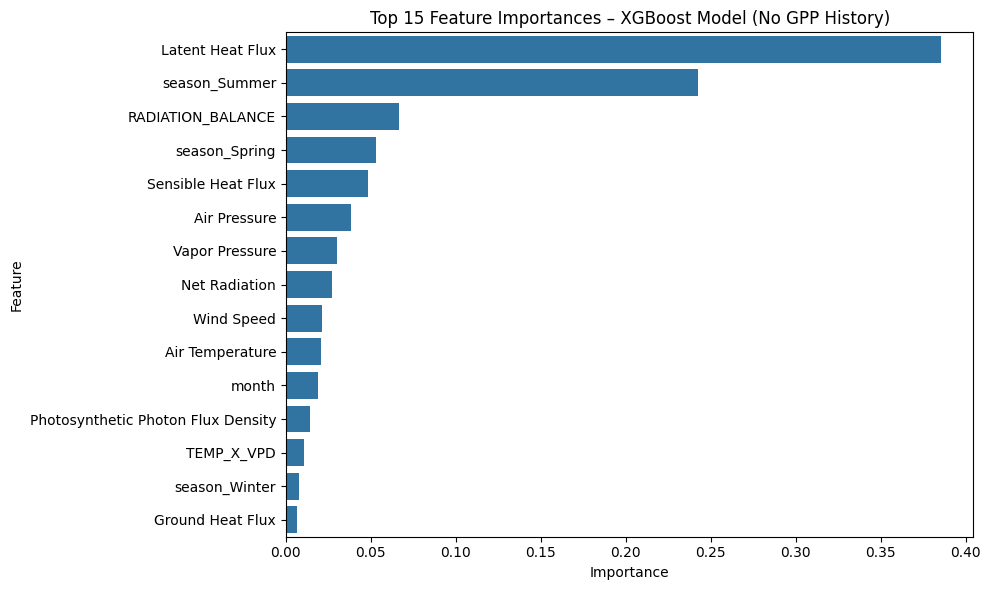 Top 15 Feature Importances – XGBoost Model (No GPP History)
Latent Heat Flux
season_Summer
RADIATION_BALANCE
season_Spring
Sensible Heat Flux
Air Pressure
Vapor Pressure
Net Radiation
Wind Speed
Air Temperature
month
Photosynthetic Photon Flux Density
TEMP_X_VPD
season_Winter
Ground Heat Flux
Feature
0.00 0.05 0.10 0.15 0.20 0.25 0.30 0.35 0.40
Importance